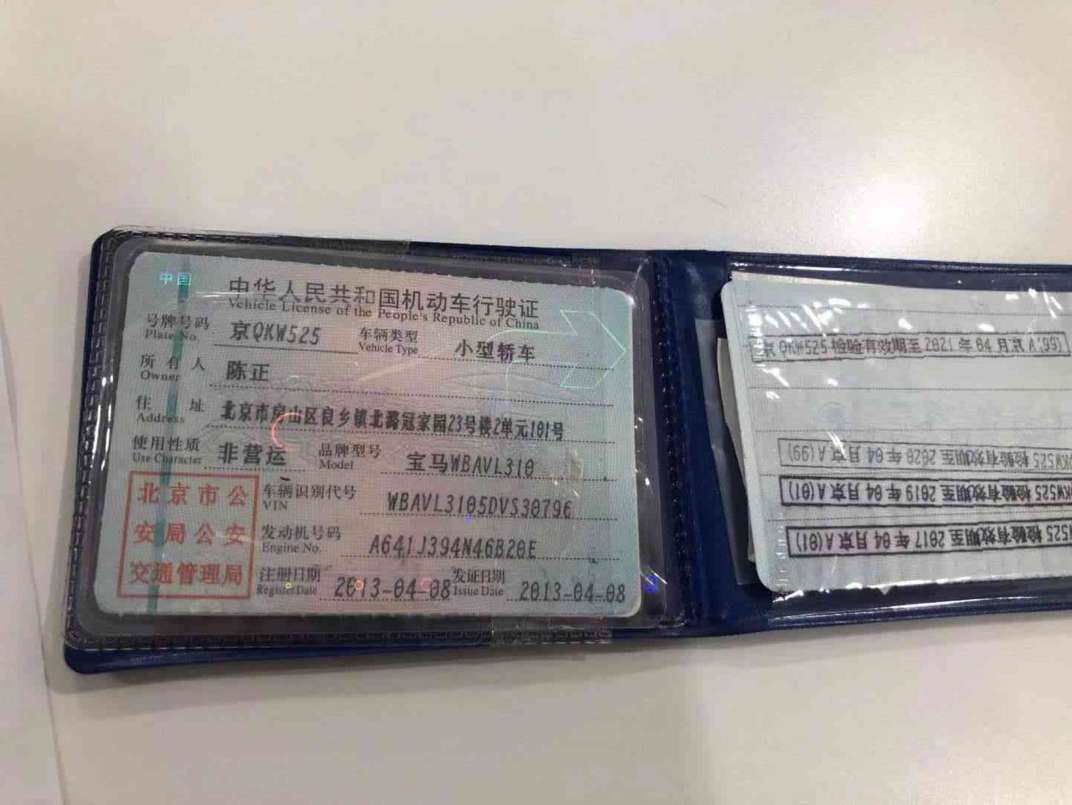 中国
中华人民共和国机动车行驶证
Vehicle License of the People's Republic of China
号牌号码 京QKW525 车辆类型 小型轿车
Plate No. Vehicle Type
所有人 陈正
Owner
住址 北京市房山区良乡镇北潞冠家园23号楼2单元101号
Address
使用性质 非营运 品牌型号 宝马WBAVL310
Use Character Model
北京市公安局公安交通管理局
车辆识别代号 WBAVL3105DVS30796
VIN
发动机号码 A641J394N46B20E
Engine No.
注册日期 2013-04-08 发证日期 2013-04-08
Register Date Issue Date
京QKW525 检验有效期至2021年04月京A(99)
QKW525 检验有效期至2020年04月京A(99)
KW525 检验有效期至2019年04月京A(01)
W525 检验有效期至2017年04月京A(01)